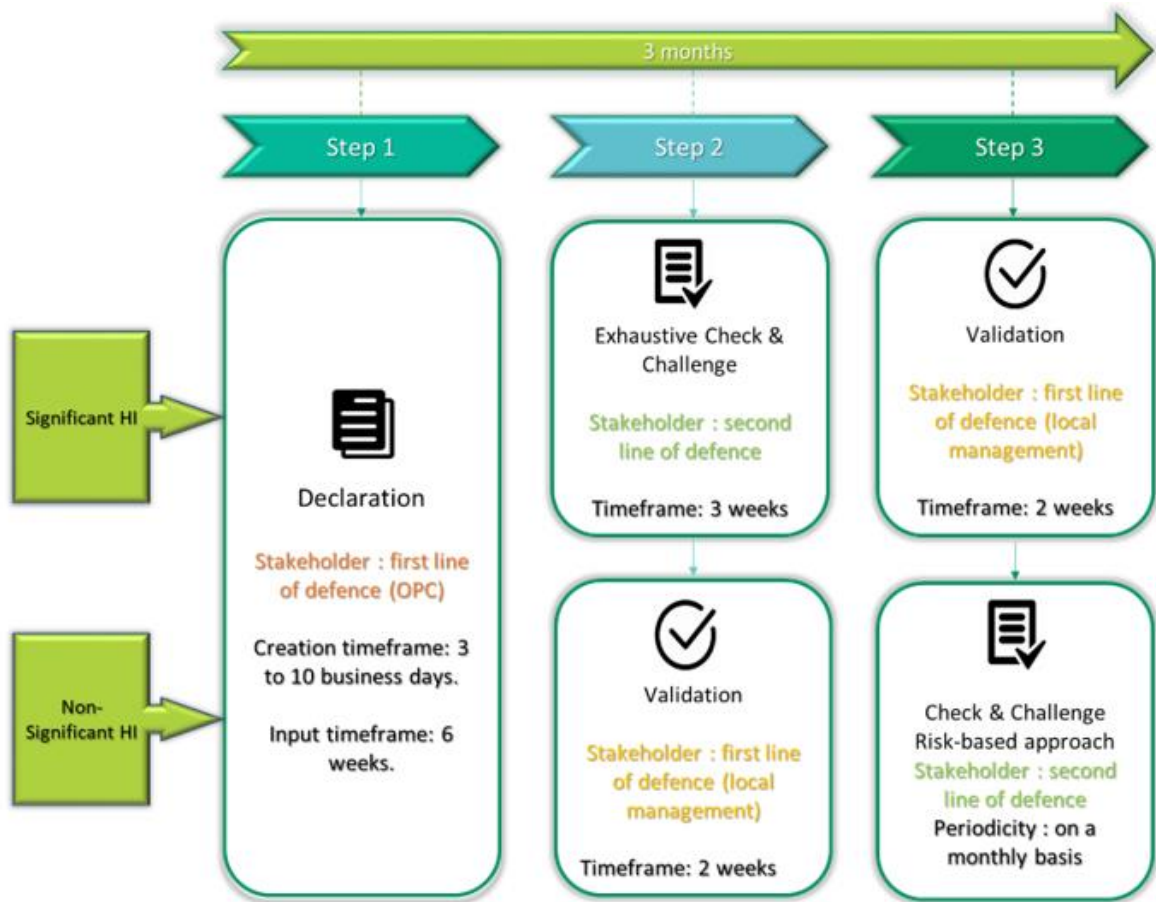 3 months
Step 1
Step 2
Step 3
Significant HI
Non-
Significant HI
Declaration
Stakeholder : first line
of defence (OPC)
Creation timeframe: 3
to 10 business days.
Input timeframe: 6
weeks.
Exhaustive Check &
Challenge
Stakeholder : second
line of defence
Timeframe: 3 weeks
Validation
Stakeholder : first line
of defence (local
management)
Timeframe: 2 weeks
Validation
Stakeholder : first line
of defence (local
management)
Timeframe: 2 weeks
Check & Challenge
Risk-based approach
Stakeholder : second
line of defence
Periodicity : on a
monthly basis